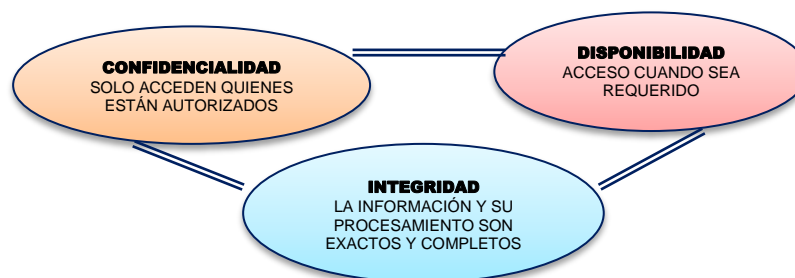 CONFIDENCIALIDAD
SOLO ACCEDEN QUIENES
ESTÁN AUTORIZADOS
DISPONIBILIDAD
ACCESO CUANDO SEA
REQUERIDO
INTEGRIDAD
LA INFORMACIÓN Y SU
PROCESAMIENTO SON
EXACTOS Y COMPLETOS